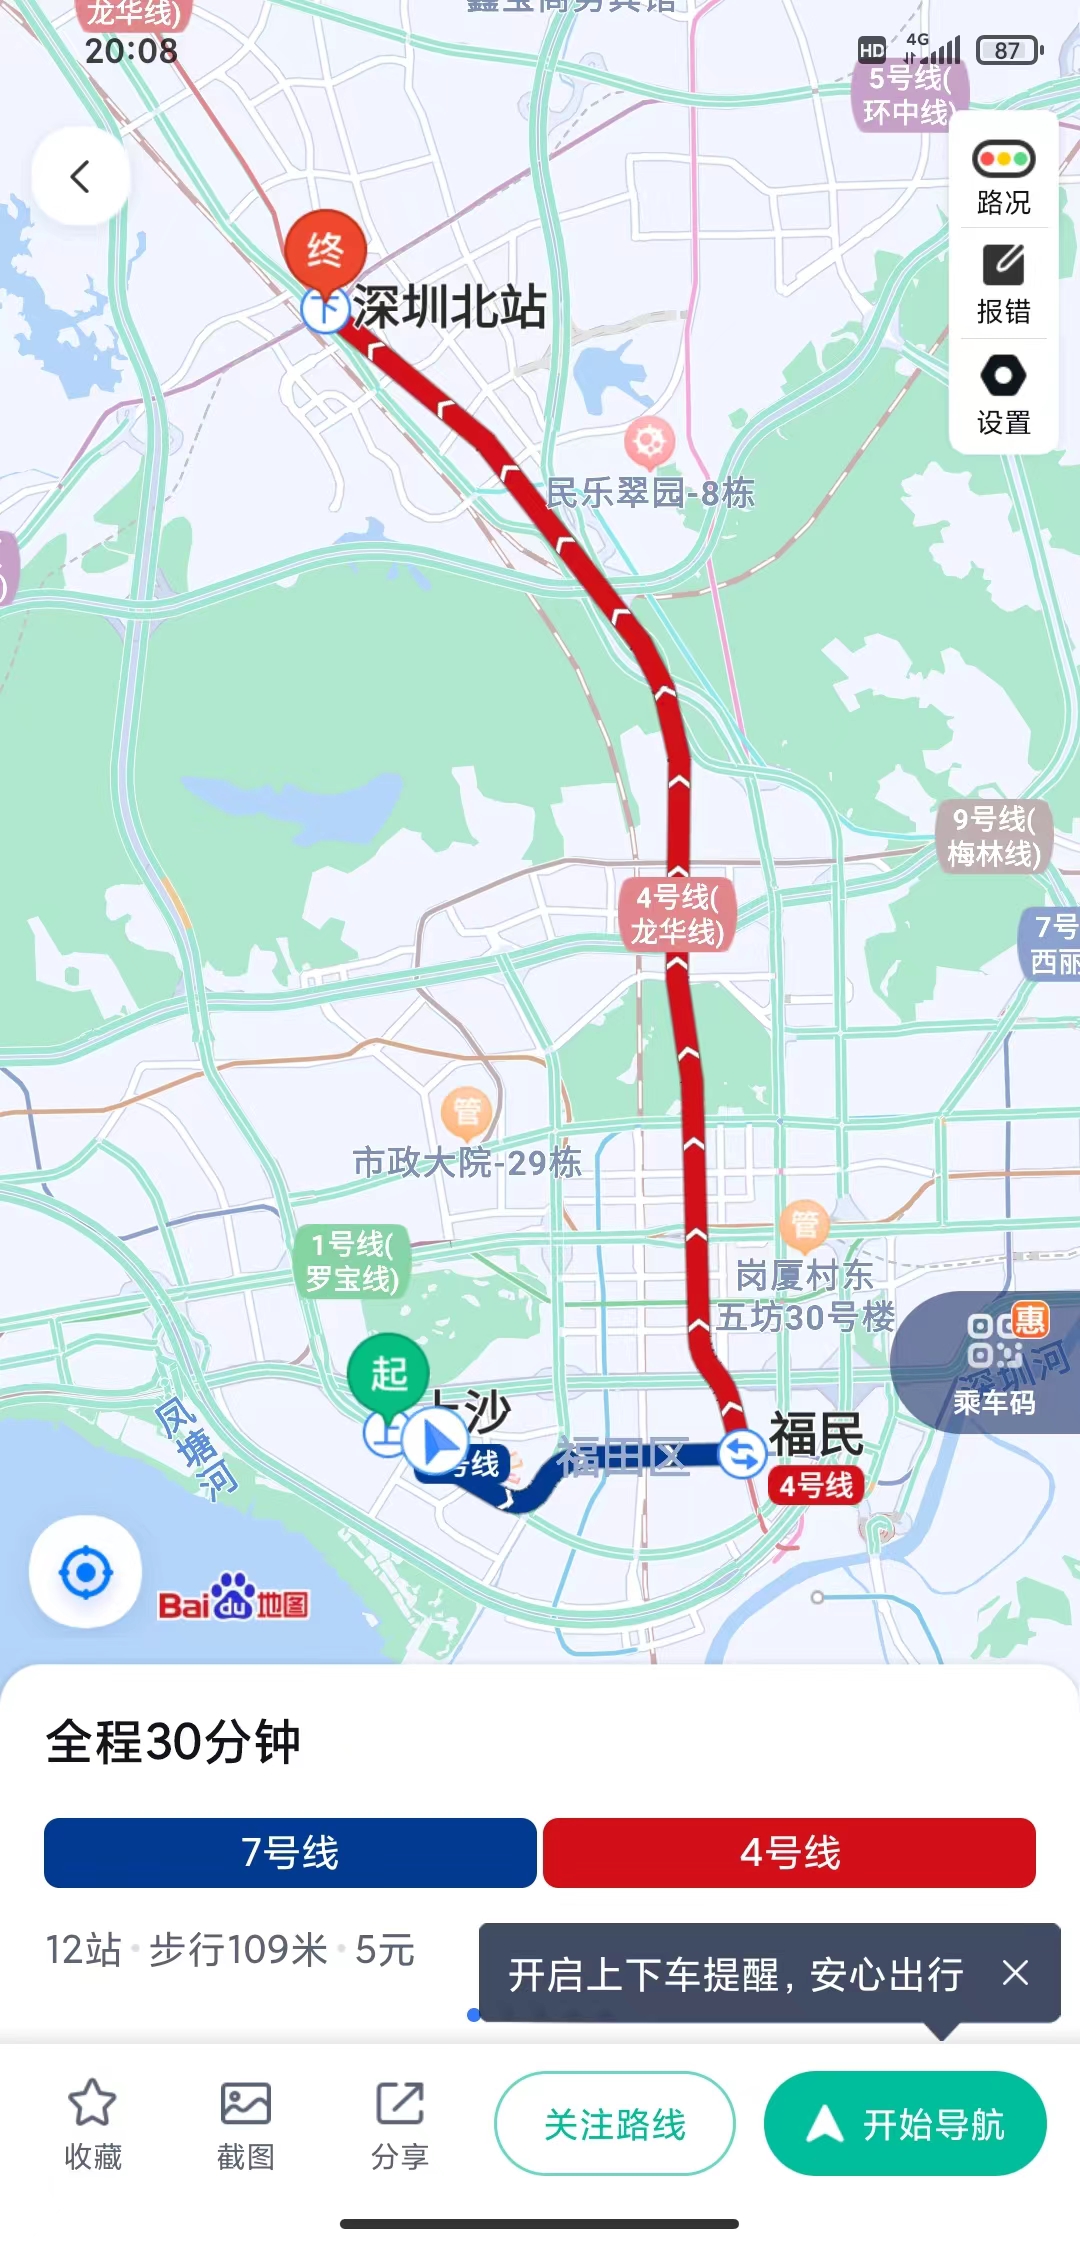 龙华线)
20:08
HD
4G
87
5号线(
环中线)
路况
报错
设置
终
下
深圳北站
民乐翠园-8栋
9号线(
梅林线)
4号线(
龙华线)
7号
西丽
管
市政大院-29栋
管
岗厦村东
五坊30号楼
1号线(
罗宝线)
惠
乘车码
深圳河
起
上沙
上
号线
福田区
福民
4号线
凤塘河
Bai du 地图
全程30分钟
7号线
4号线
12站·步行109米·5元
开启上下车提醒，安心出行
收藏
截图
分享
关注路线
开始导航